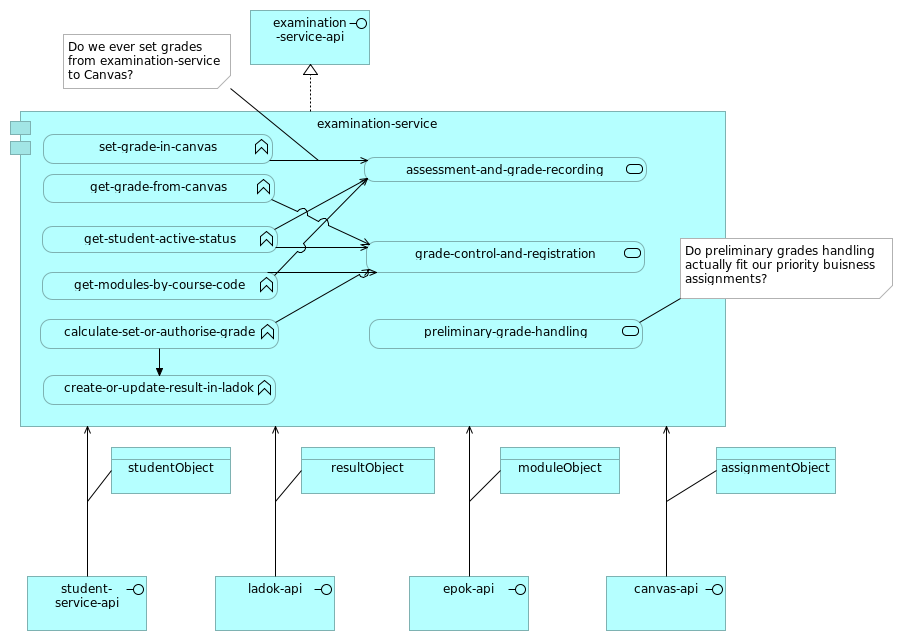 examination
-service-api
Do we ever set grades
from examination-service
to Canvas?
examination-service
set-grade-in-canvas
assessment-and-grade-recording
get-grade-from-canvas
get-student-active-status
grade-control-and-registration
Do preliminary grades handling
actually fit our priority buisness
assignments?
get-modules-by-course-code
calculate-set-or-authorise-grade
preliminary-grade-handling
create-or-update-result-in-ladok
studentObject
resultObject
moduleObject
assignmentObject
student-
service-api
ladok-api
epok-api
canvas-api